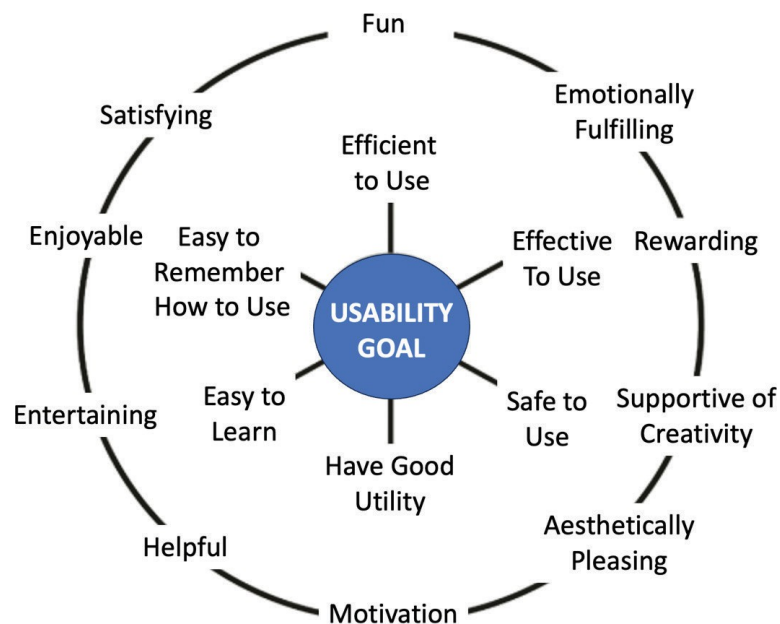 Fun
Emotionally
Fulfilling
Satisfying
Efficient
to Use
Enjoyable
Easy to
Remember
How to Use
Effective
To Use
Rewarding
USABILITY
GOAL
Entertaining
Easy to
Learn
Safe to
Use
Supportive of
Creativity
Have Good
Utility
Helpful
Aesthetically
Pleasing
Motivation